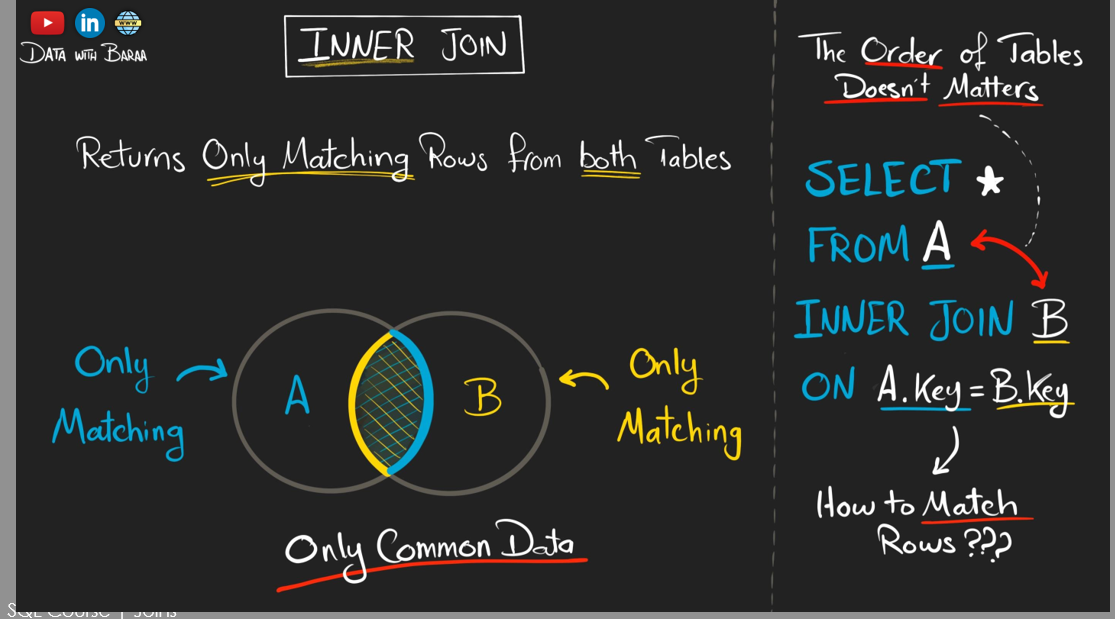 www
DATA WITH BARAA
INNER JOIN
Returns Only Matching Rows from both Tables
Only
Matching
A
B
Only
Matching
Only Common Data
The Order of Tables
Doesn't Matters
SELECT *
FROM A
INNER JOIN B
ON A.Key = B.Key
How to Match
Rows ???
SQL Course | Joins